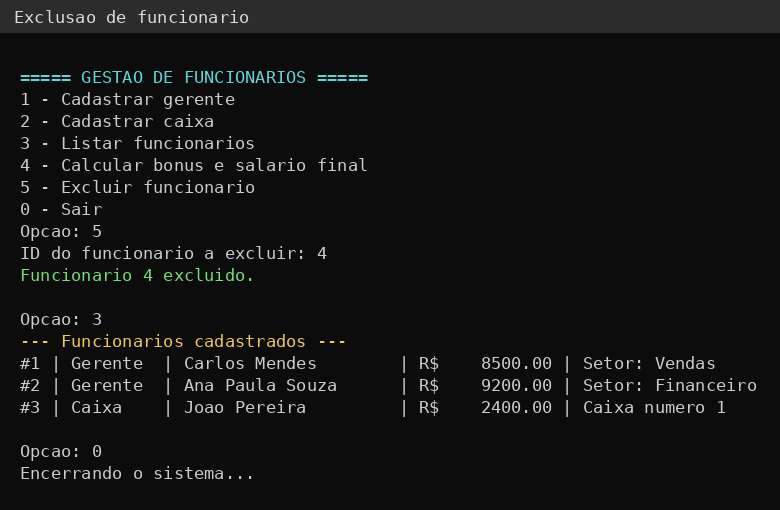 Exclusao de funcionario
===== GESTAO DE FUNCIONARIOS =====
1 - Cadastrar gerente
2 - Cadastrar caixa
3 - Listar funcionarios
4 - Calcular bonus e salario final
5 - Excluir funcionario
0 - Sair
Opcao: 5
ID do funcionario a excluir: 4
Funcionario 4 excluido.
Opcao: 3
--- Funcionarios cadastrados ---
#1 | Gerente  | Carlos Mendes        | R$    8500.00 | Setor: Vendas
#2 | Gerente  | Ana Paula Souza      | R$    9200.00 | Setor: Financeiro
#3 | Caixa    | Joao Pereira         | R$    2400.00 | Caixa numero 1
Opcao: 0
Encerrando o sistema...